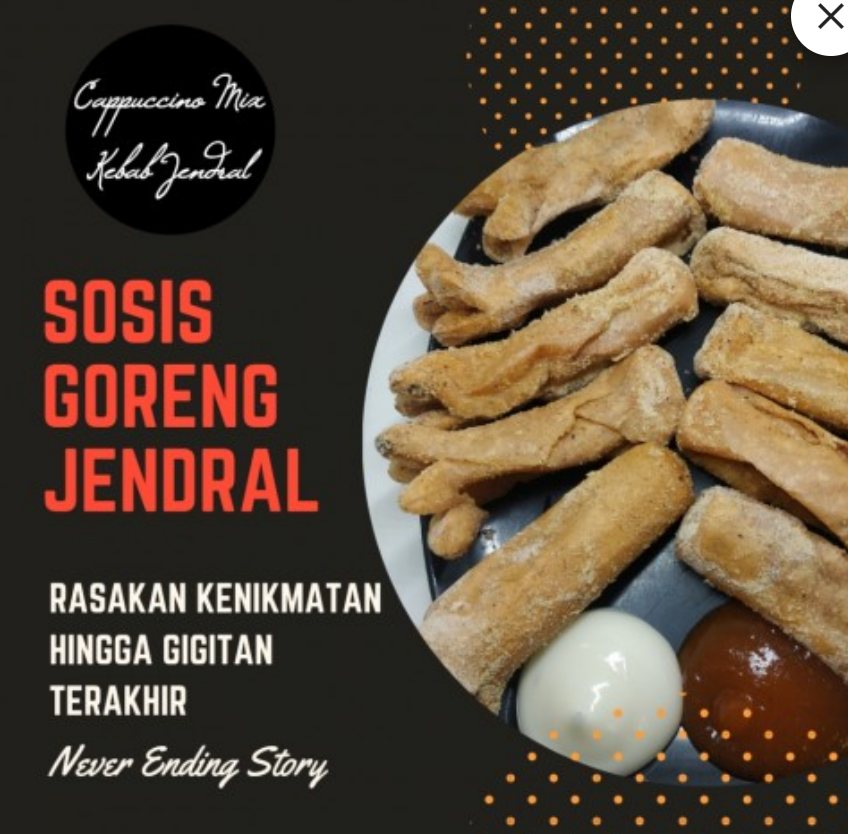 Cappuccino Mix
Kebab Jendral
SOSIS
GORENG
JENDRAL
RASAKAN KENIKMATAN
HINGGA GIGITAN
TERAKHIR
Never Ending Story